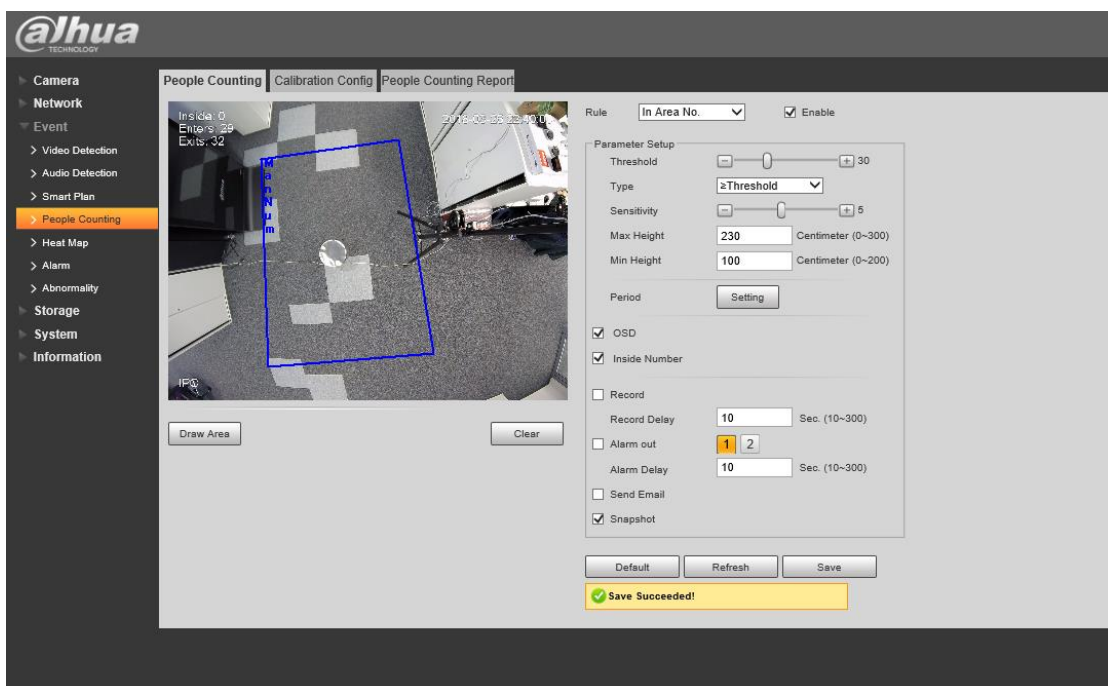 alhua
TECHNOLOGY
Camera
Network
Event
Video Detection
Audio Detection
Smart Plan
People Counting
Heat Map
Alarm
Abnormality
Storage
System
Information
People Counting Calibration Config People Counting Report
Inside: 0
Enters: 29
Exits: 32
MainNum
IPC
Draw Area Clear
Rule In Area No. Enable
Parameter Setup
Threshold - + 30
Type ≥Threshold
Sensitivity - + 5
Max Height 230 Centimeter (0~300)
Min Height 100 Centimeter (0~200)
Period Setting
OSD
Inside Number
Record
Record Delay 10 Sec. (10~300)
Alarm out 1 2
Alarm Delay 10 Sec. (10~300)
Send Email
Snapshot
Default Refresh Save
Save Succeeded!